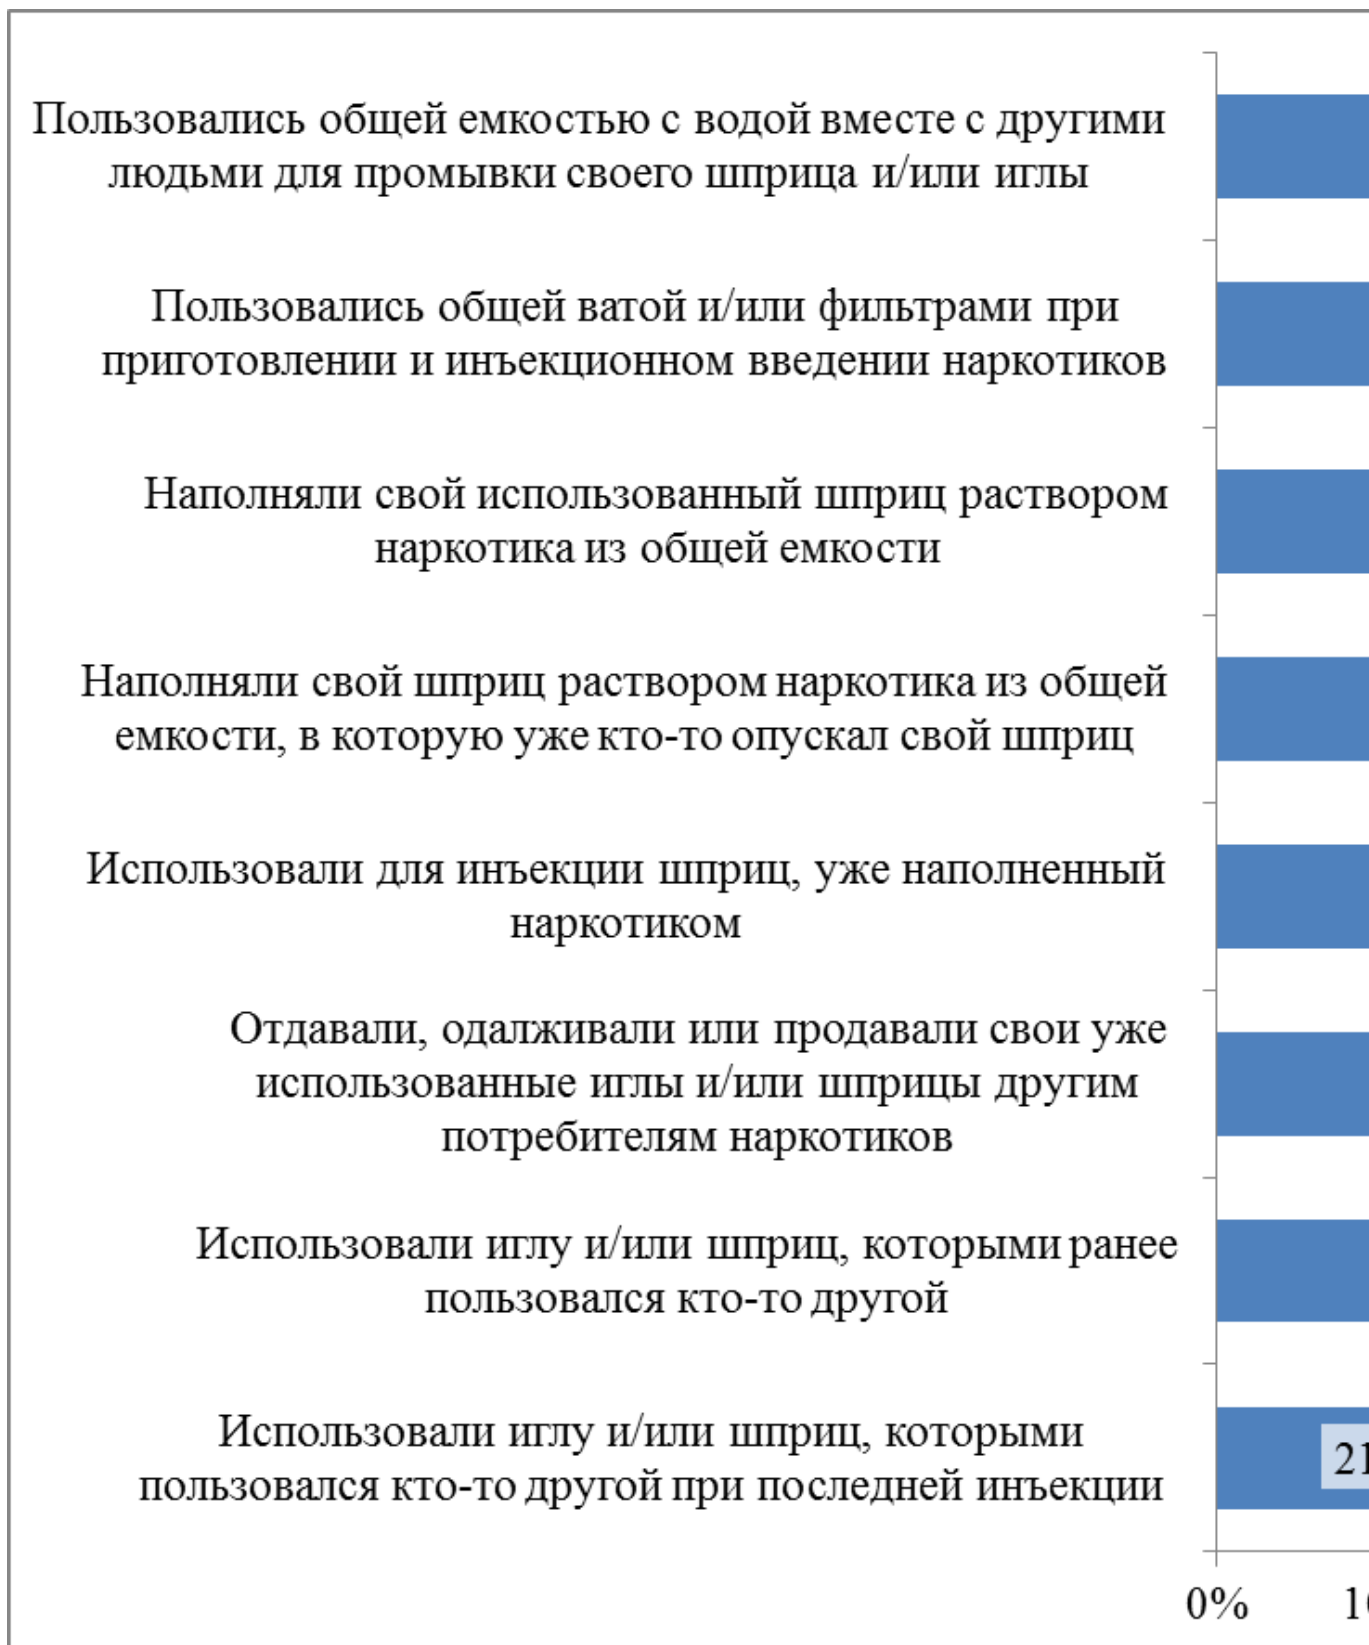 Пользовались общей емкостью с водой вместе с другими
людьми для промывки своего шприца и/или иглы
Пользовались общей ватой и/или фильтрами при
приготовлении и инъекционном введении наркотиков
Наполняли свой использованный шприц раствором
наркотика из общей емкости
Наполняли свой шприц раствором наркотика из общей
емкости, в которую уже кто-то опускал свой шприц
Использовали для инъекции шприц, уже наполненный
наркотиком
Отдавали, одалживали или продавали свои уже
использованные иглы и/или шприцы другим
потребителям наркотиков
Использовали иглу и/или шприц, которыми ранее
пользовался кто-то другой
Использовали иглу и/или шприц, которыми
пользовался кто-то другой при последней инъекции
21
0%